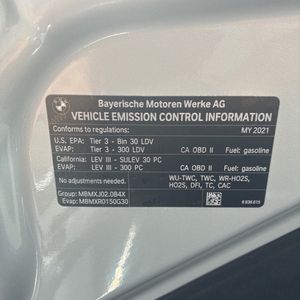 Bayerische Motoren Werke AG
VEHICLE EMISSION CONTROL INFORMATION
Conforms to regulations: MY 2021
U.S. EPA: Tier 3 - Bin 30 LDV
EVAP: Tier 3 - 300 LDV CA OBD II Fuel: gasoline
California: LEV III - SULEV 30 PC
EVAP: LEV III - 300 PC CA OBD II Fuel: gasoline
No adjustments needed. WU-TWC, TWC, WR-HO2S,
HO2S, DFI, TC, CAC
Group: MBMXJ02.0B4X
Evap: MBMXR0150G30